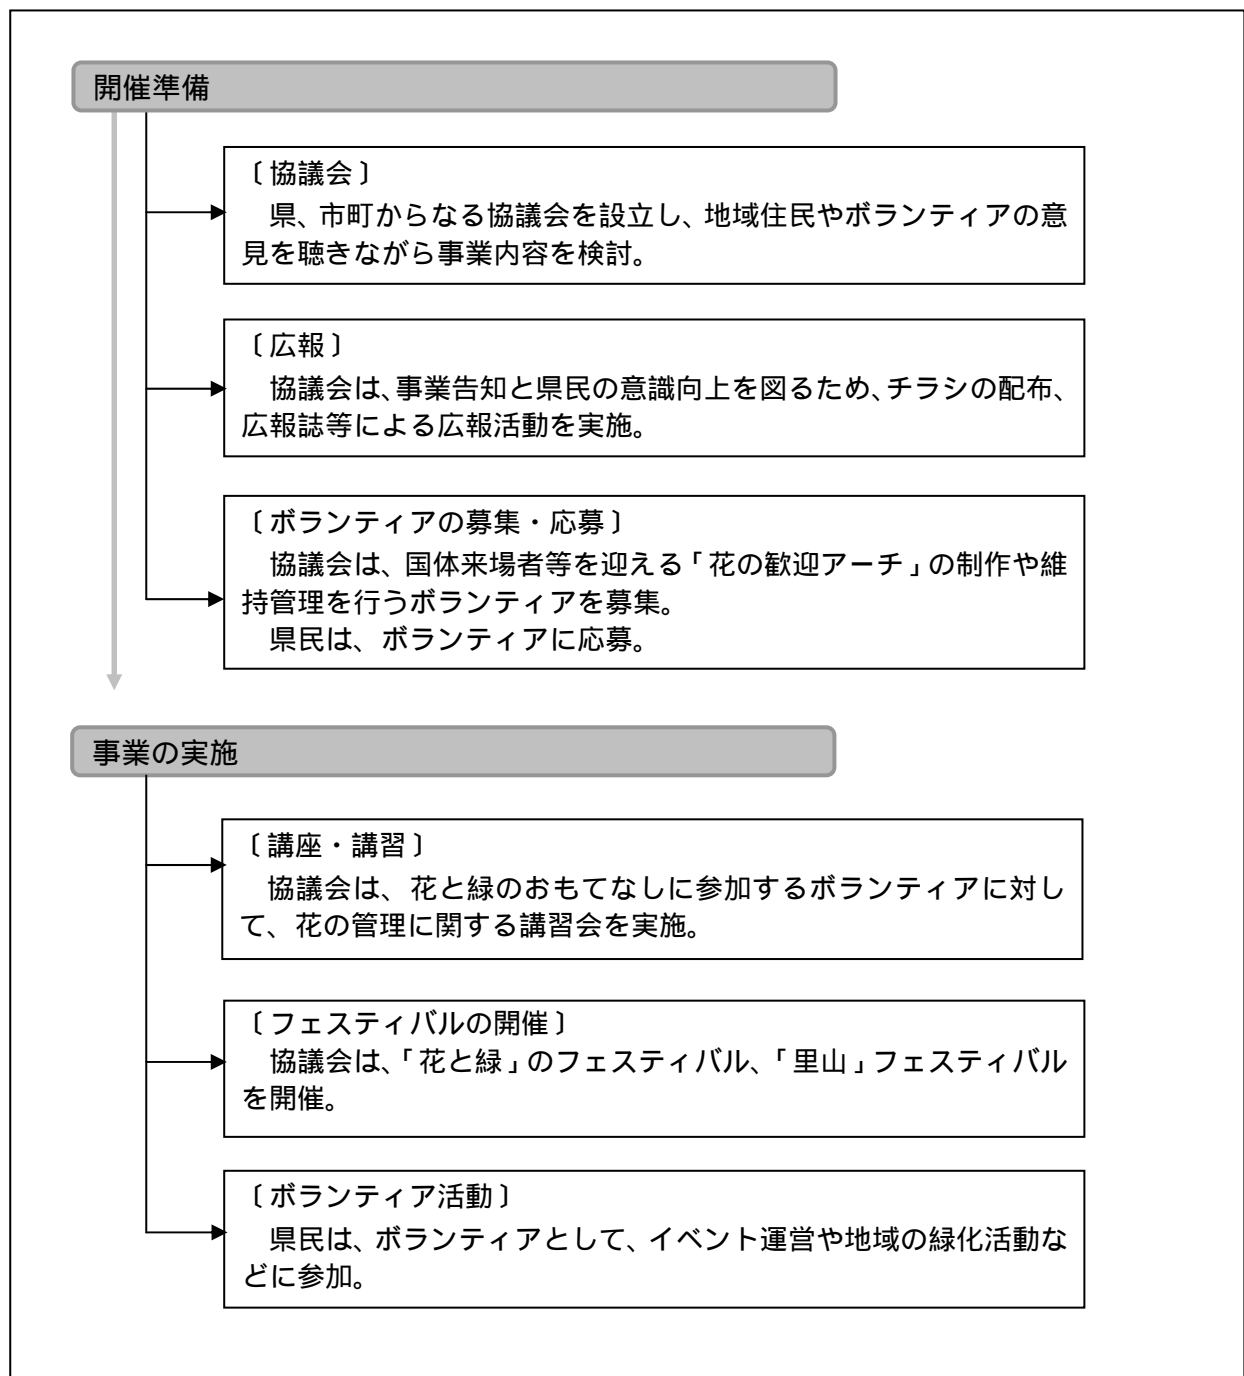 開催準備
〔協議会〕
県、市町からなる協議会を設立し、地域住民やボランティアの意
見を聴きながら事業内容を検討。
〔広報〕
協議会は、事業告知と県民の意識向上を図るため、チラシの配布、
広報誌等による広報活動を実施。
〔ボランティアの募集・応募〕
協議会は、国体来場者等を迎える「花の歓迎アーチ」の制作や維
持管理を行うボランティアを募集。
県民は、ボランティアに応募。
事業の実施
〔講座・講習〕
協議会は、花と緑のおもてなしに参加するボランティアに対し
て、花の管理に関する講習会を実施。
〔フェスティバルの開催〕
協議会は、「花と緑」のフェスティバル、「里山」フェスティバル
を開催。
〔ボランティア活動〕
県民は、ボランティアとして、イベント運営や地域の緑化活動な
どに参加。